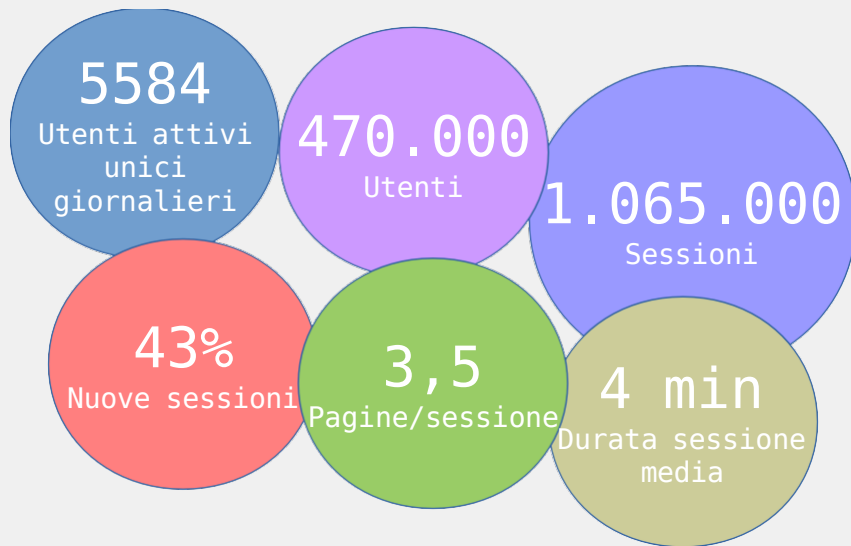 5584
Utenti attivi
unici
giornalieri
470.000
Utenti
1.065.000
Sessioni
43%
Nuove sessioni
3,5
Pagine/sessione
4 min
Durata sessione
media